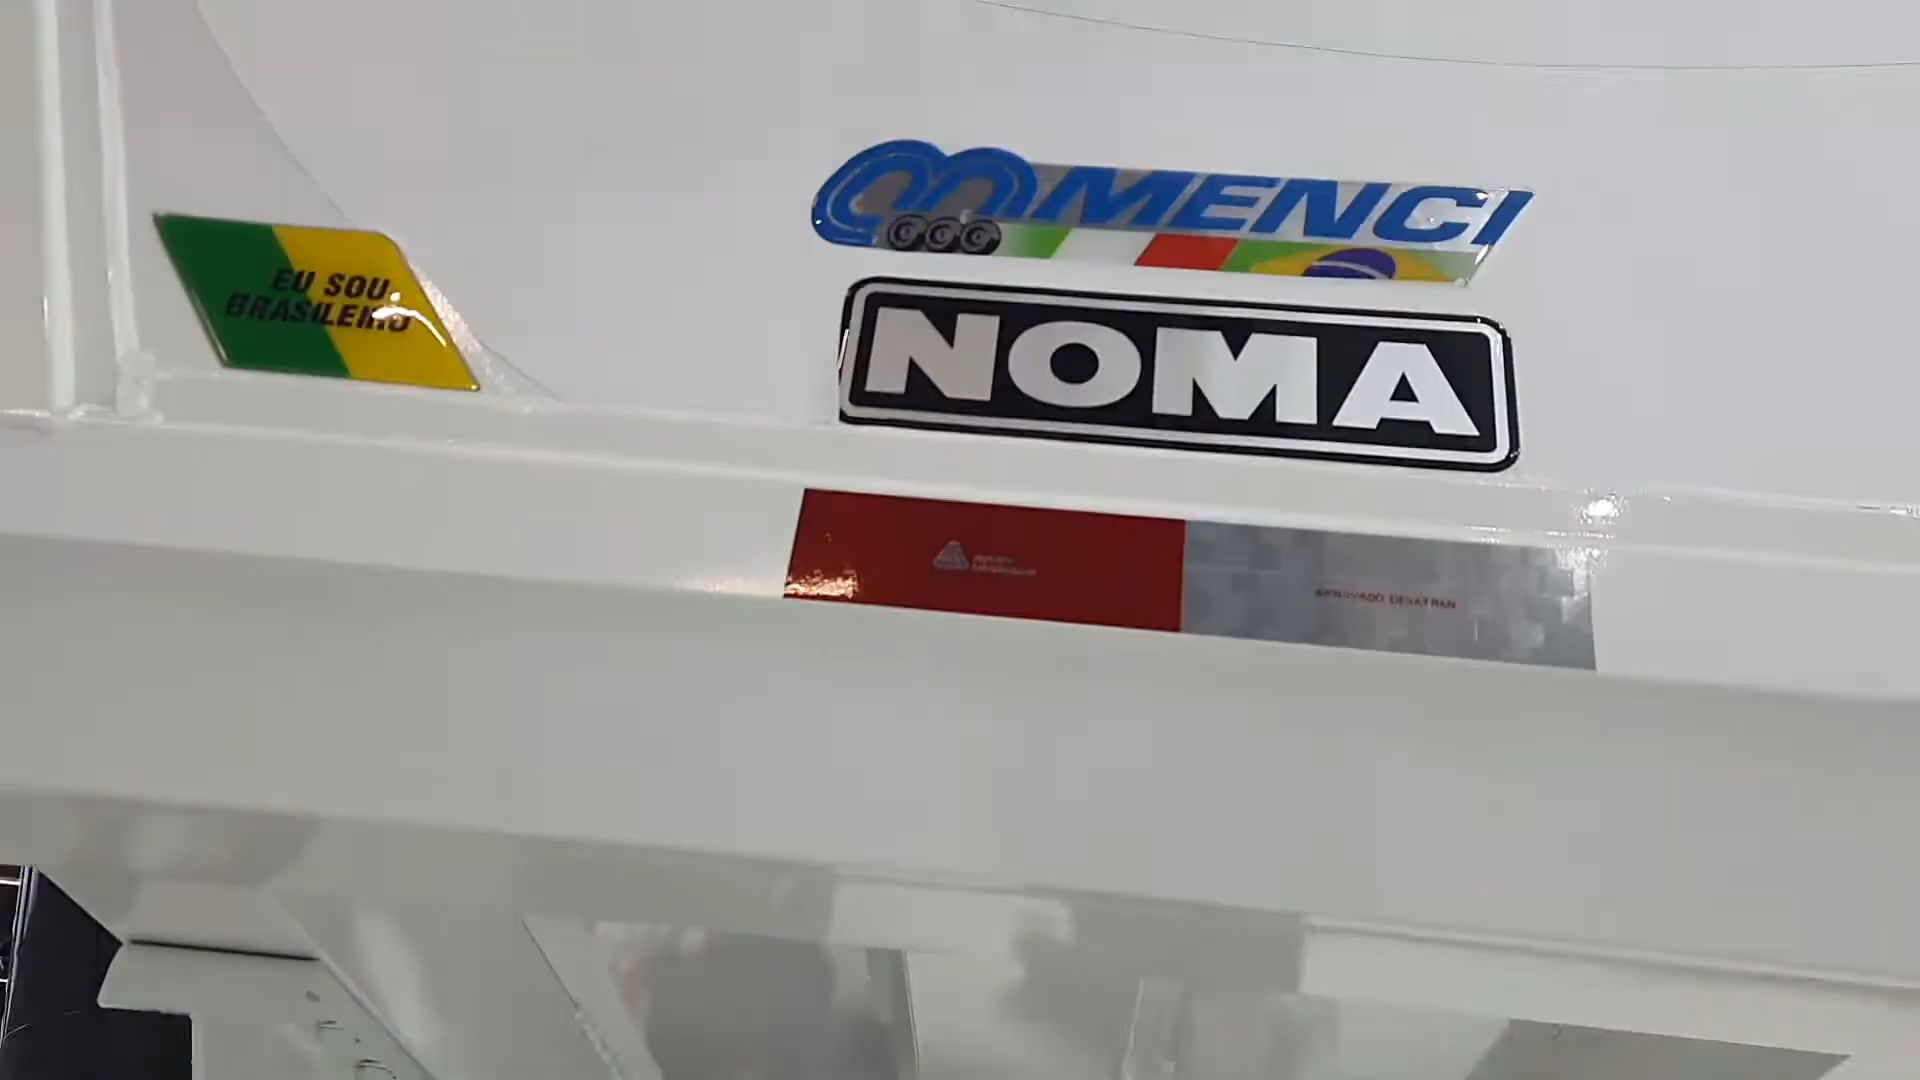 EU SOU
BRASILEIRO
MENCI
NOMA
APROVADO DENATRAN